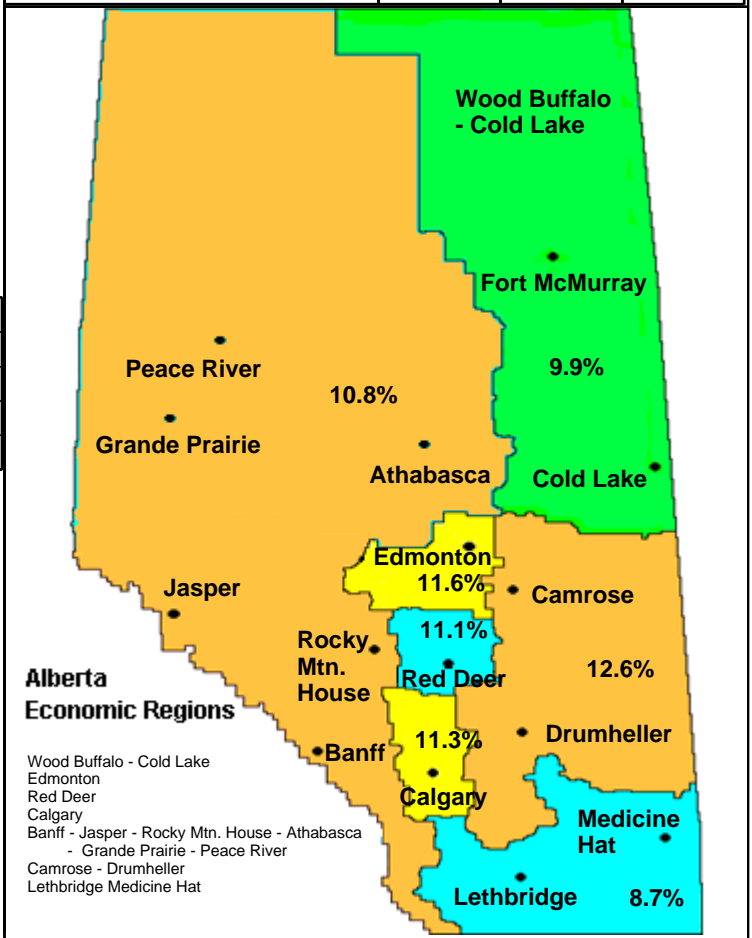 Wood Buffalo
- Cold Lake
Fort McMurray
9.9%
Peace River
10.8%
Grande Prairie
Athabasca
Cold Lake
Edmonton
11.6%
Jasper
Camrose
11.1%
Rocky
Mtn.
House
Red Deer
12.6%
Alberta
Economic Regions
Drumheller
11.3%
Banff
Calgary
Wood Buffalo - Cold Lake
Edmonton
Red Deer
Calgary
Banff - Jasper - Rocky Mtn. House - Athabasca
- Grande Prairie - Peace River
Camrose - Drumheller
Lethbridge Medicine Hat
Medicine
Hat
Lethbridge
8.7%